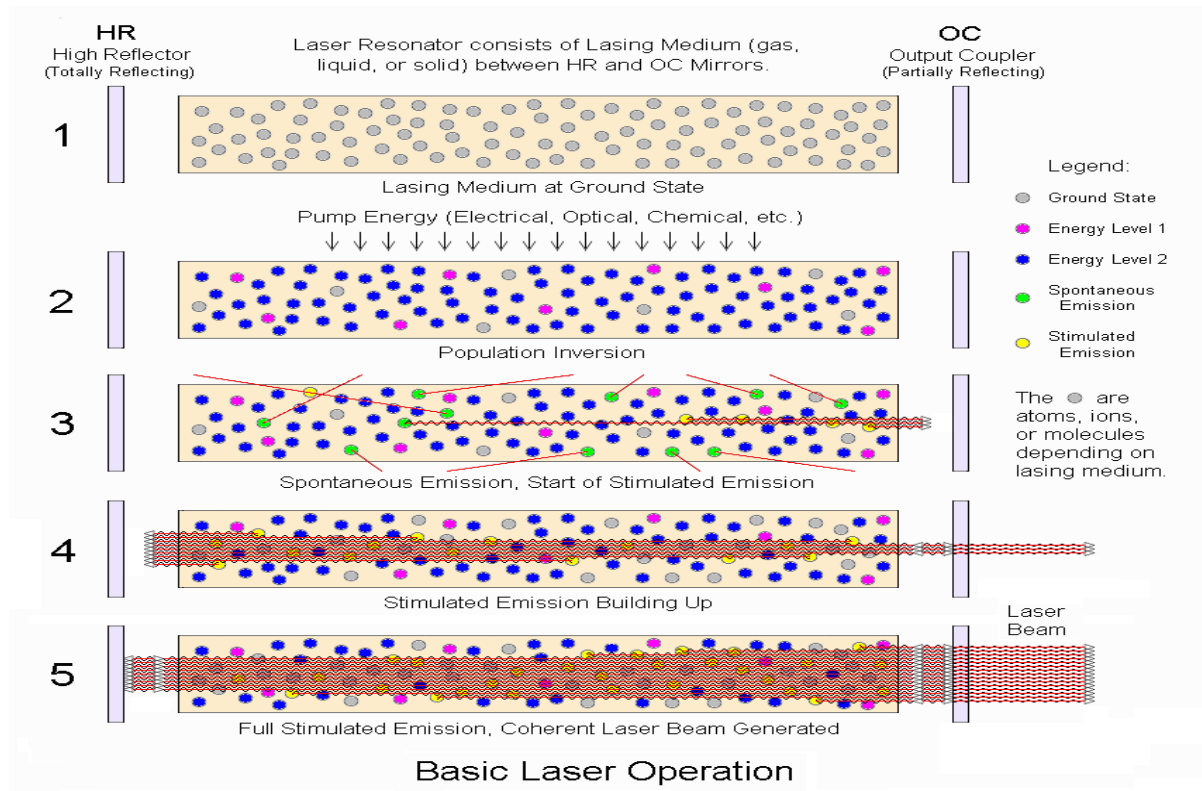 HR
High Reflector
(Totally Reflecting)
Laser Resonator consists of Lasing Medium (gas,
liquid, or solid) between HR and OC Mirrors.
OC
Output Coupler
(Partially Reflecting)
1
Lasing Medium at Ground State
Legend:
Ground State
Energy Level 1
Energy Level 2
Spontaneous
Emission
Stimulated
Emission
The are
atoms, ions,
or molecules
depending on
lasing medium.
Pump Energy (Electrical, Optical, Chemical, etc.)
2
Population Inversion
3
Spontaneous Emission, Start of Stimulated Emission
4
Stimulated Emission Building Up
Laser
Beam
5
Full Stimulated Emission, Coherent Laser Beam Generated
Basic Laser Operation